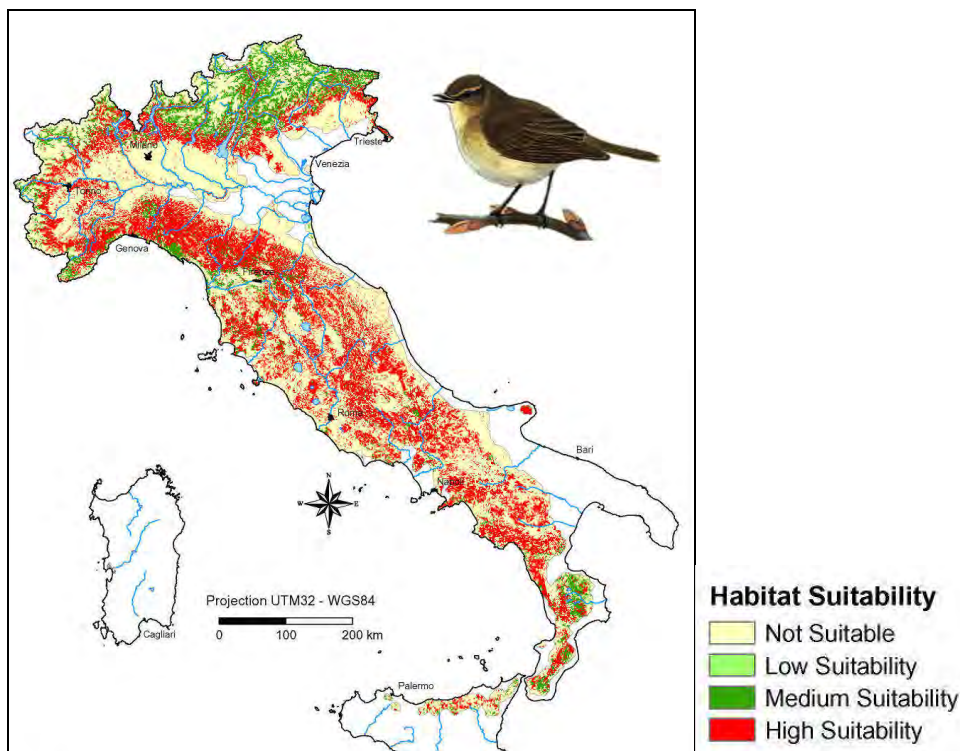 Trieste
Milano
Venezia
Torino
Genova
Firenze
Roma
Bari
Napoli
N
W E
S
Projection UTM32 - WGS84
0 100 200 km
Cagliari
Palermo
Habitat Suitability
Not Suitable
Low Suitability
Medium Suitability
High Suitability